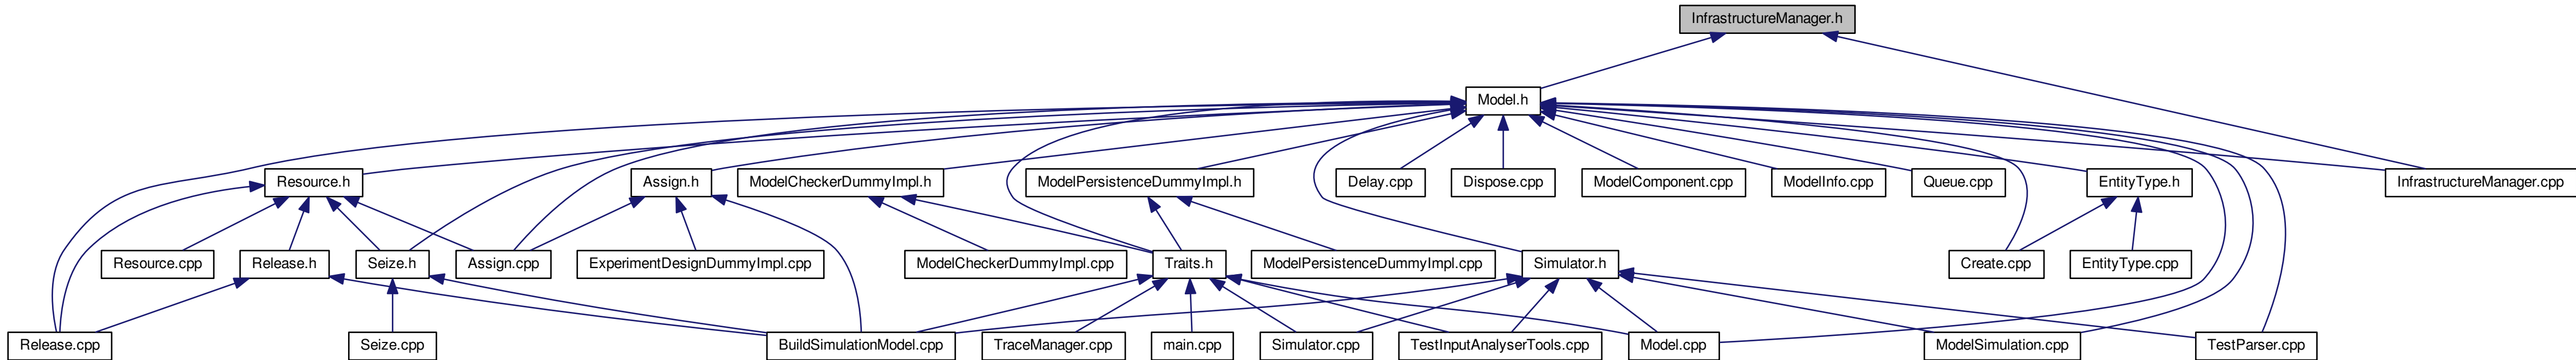 InfrastructureManager.h
Model.h
Resource.h
Assign.h
ModelCheckerDummyImpl.h
ModelPersistenceDummyImpl.h
Delay.cpp
Dispose.cpp
ModelComponent.cpp
ModelInfo.cpp
Queue.cpp
EntityType.h
InfrastructureManager.cpp
Resource.cpp
Release.h
Seize.h
Assign.cpp
ExperimentDesignDummyImpl.cpp
ModelCheckerDummyImpl.cpp
Traits.h
ModelPersistenceDummyImpl.cpp
Simulator.h
Create.cpp
EntityType.cpp
Release.cpp
Seize.cpp
BuildSimulationModel.cpp
TraceManager.cpp
main.cpp
Simulator.cpp
TestInputAnalyserTools.cpp
Model.cpp
ModelSimulation.cpp
TestParser.cpp